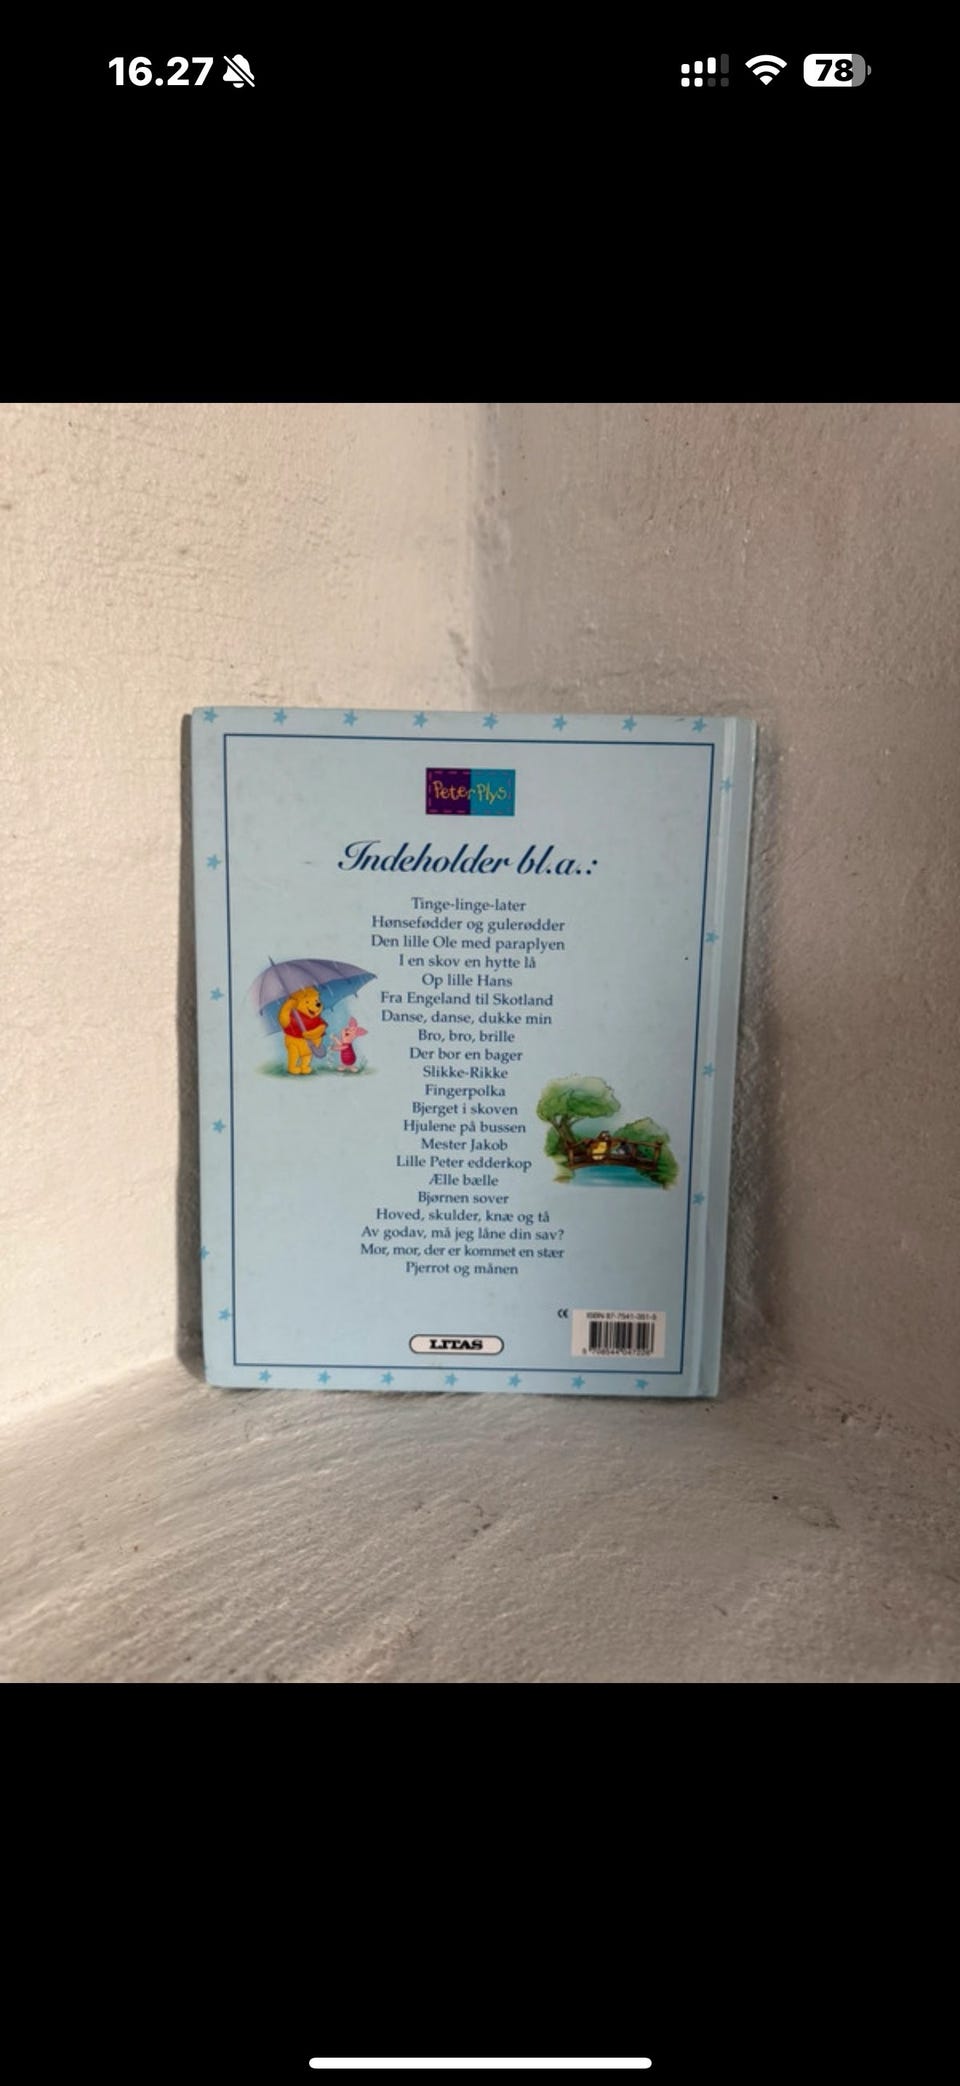 16.27
78
Peter Plys
Indeholder bl.a.:
Tinge-linge-later
Hønsefødder og gulerødder
Den lille Ole med paraplyen
I en skov en hytte lå
Op lille Hans
Fra Engeland til Skotland
Danse, danse, dukke min
Bro, bro, brille
Der bor en bager
Slikke-Rikke
Fingerpolka
Bjerget i skoven
Hjulene på bussen
Mester Jakob
Lille Peter edderkop
Ælle bælle
Bjørnen sover
Hoved, skulder, knæ og tå
Av godav, må jeg låne din sav?
Mor, mor, der er kommet en stær
Pjerrot og månen
CE
ISBN
LITAS